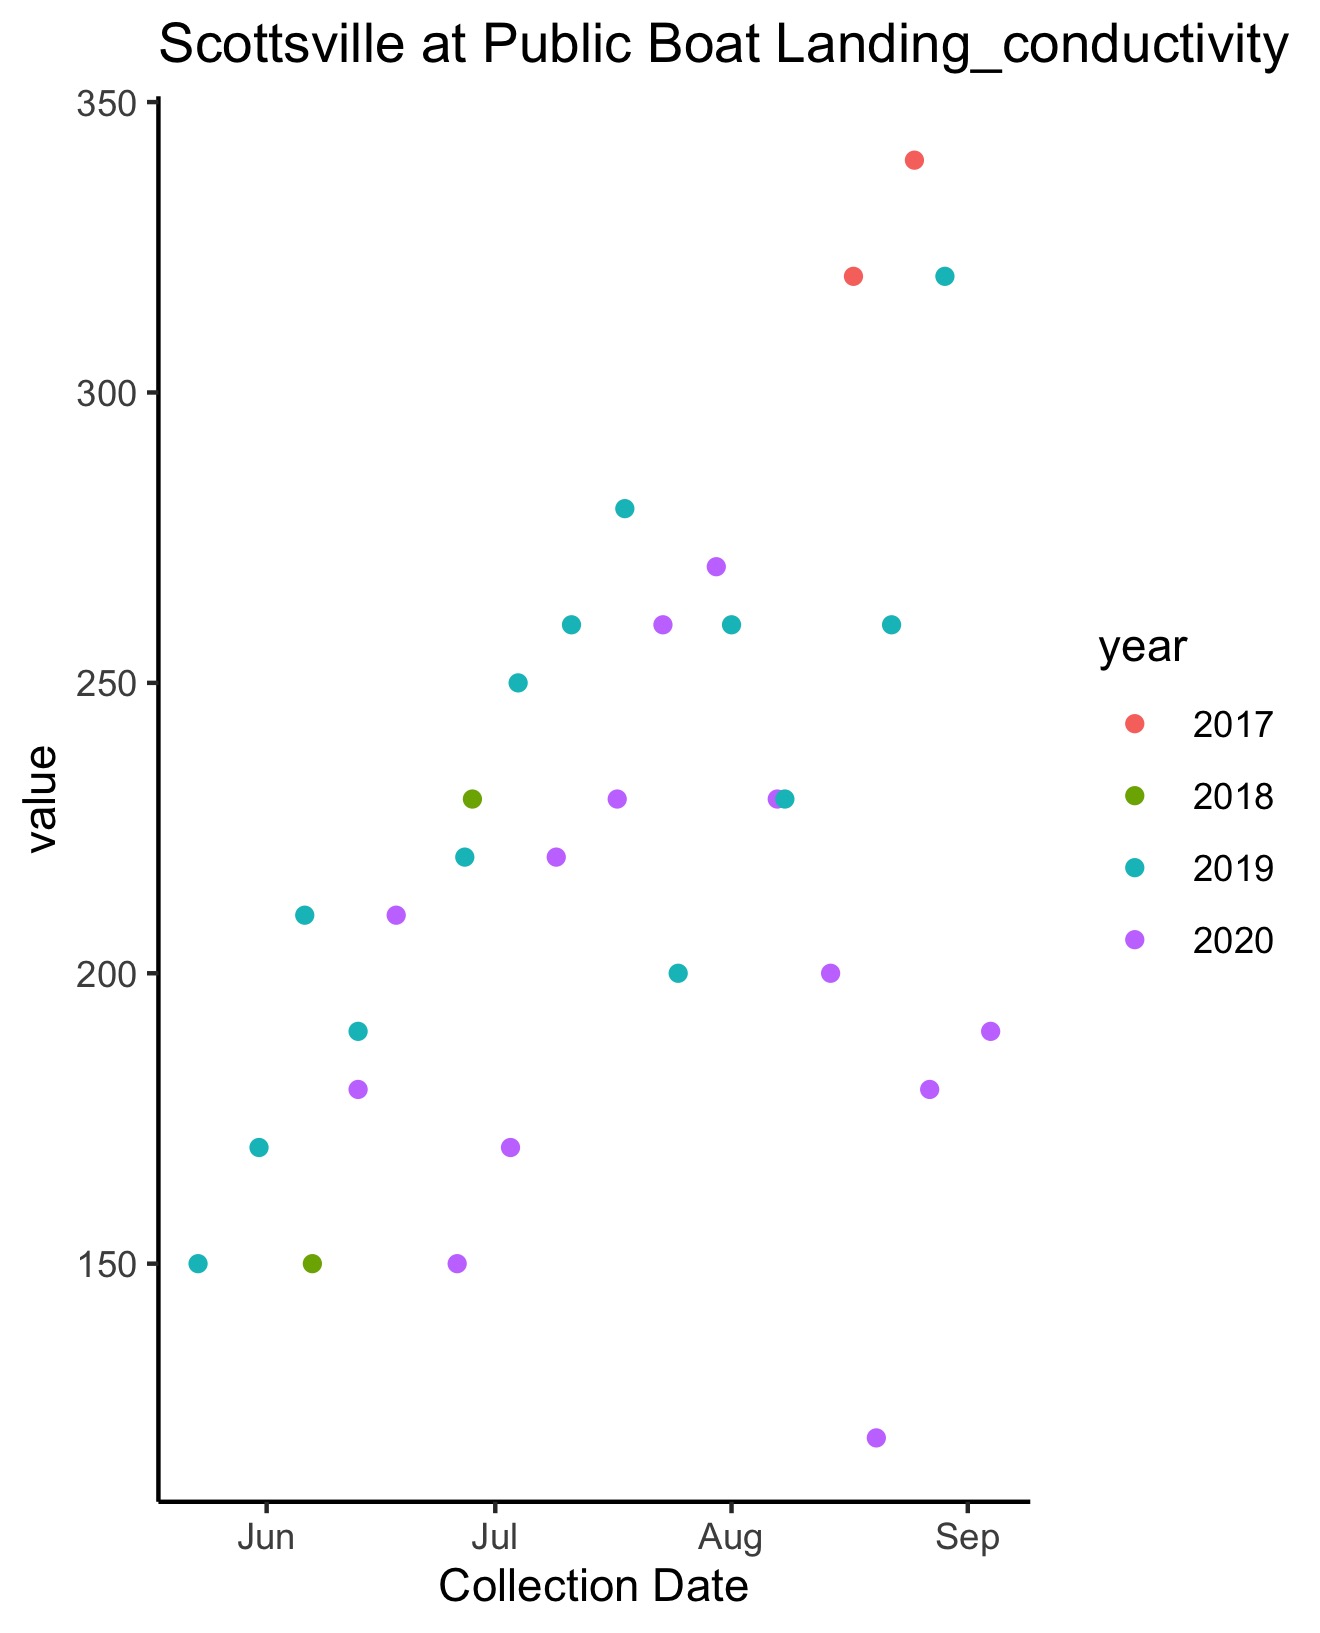 Scottsville at Public Boat Landing_conductivity
350
300
250
200
150
value
Jun Jul Aug Sep
Collection Date
year
2017
2018
2019
2020